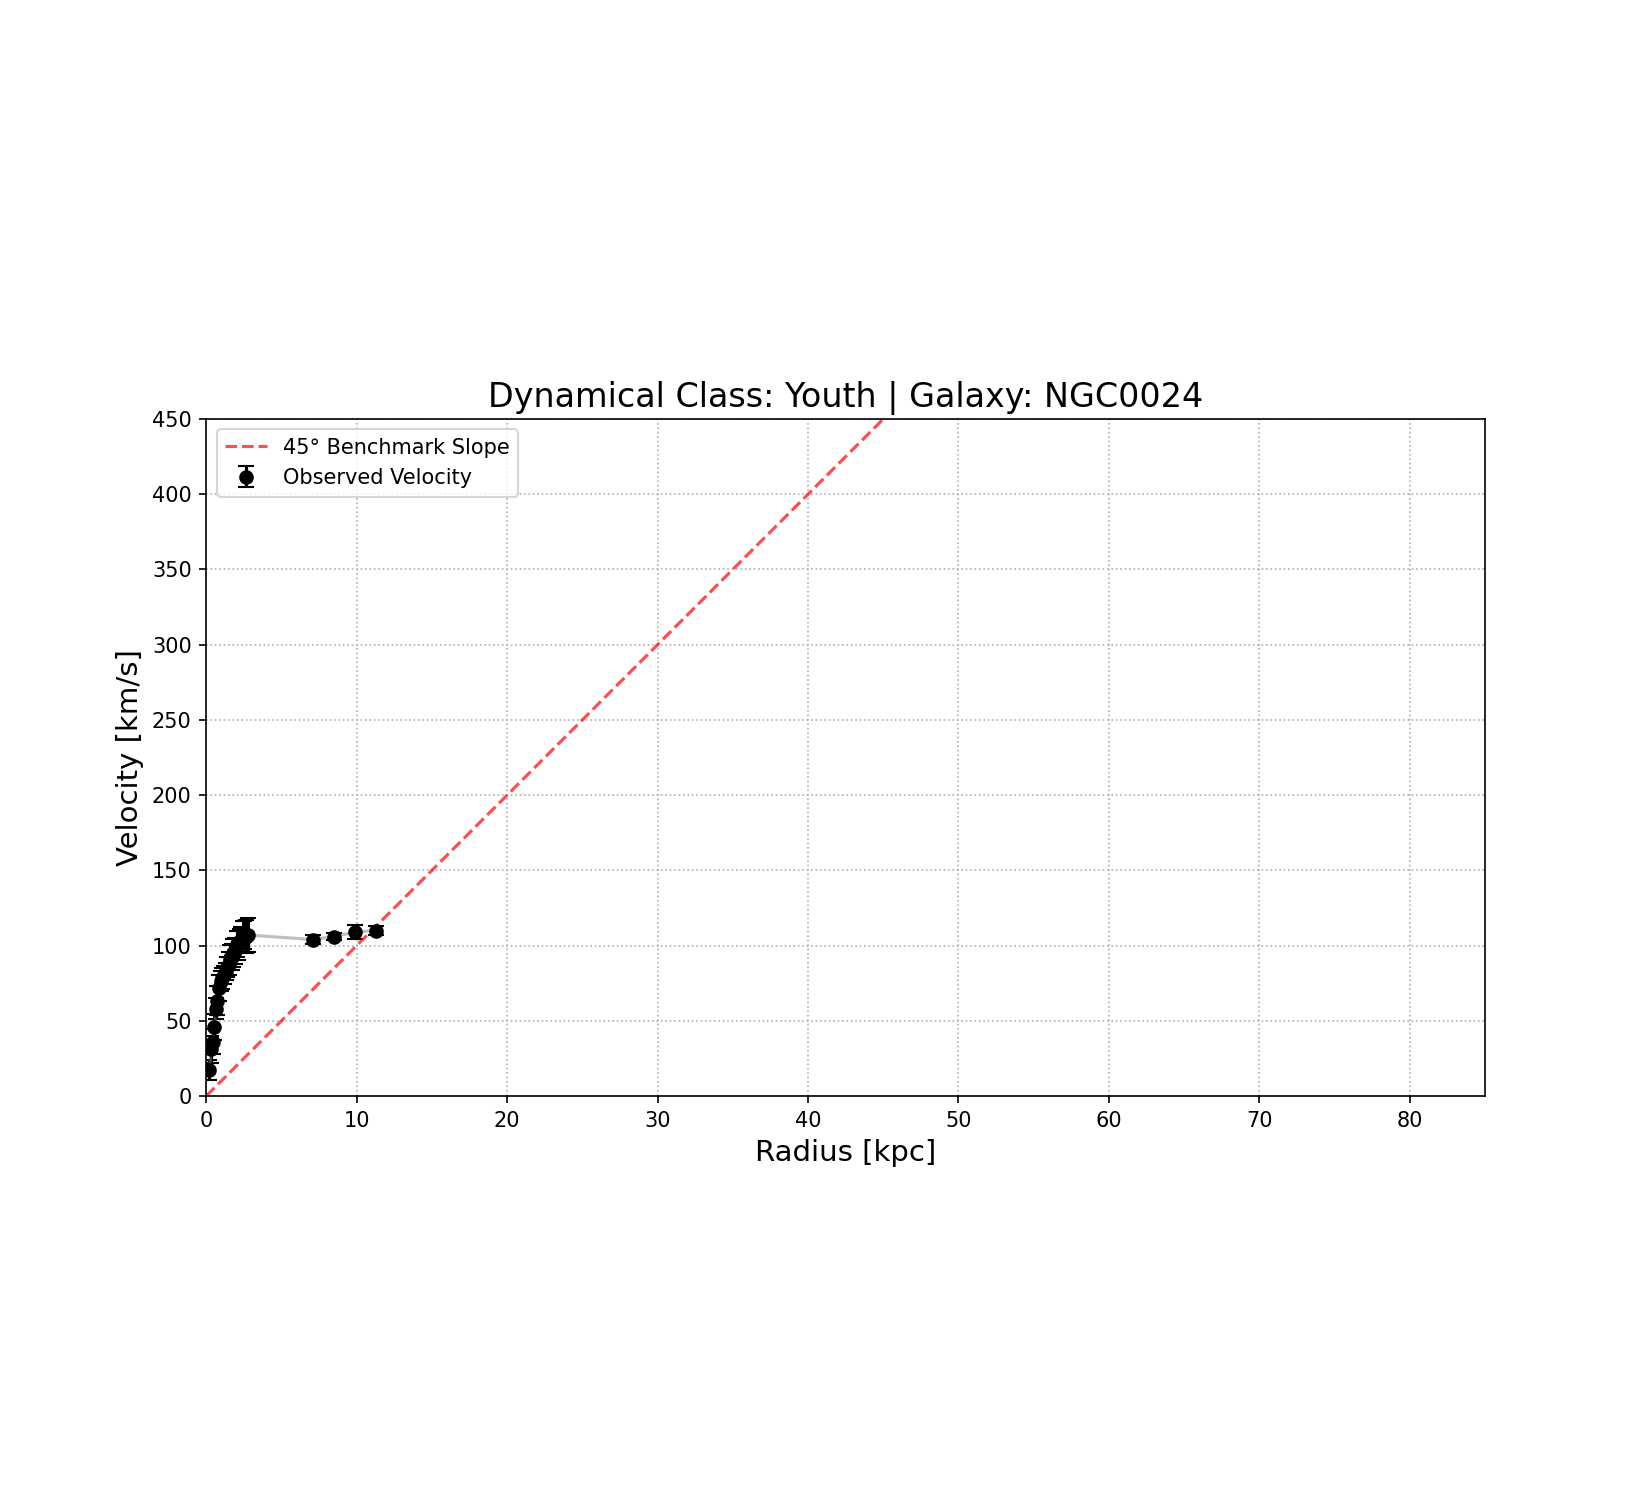 Dynamical Class: Youth | Galaxy: NGC0024
45° Benchmark Slope
Observed Velocity
450
400
350
300
250
200
150
100
50
0
Velocity [km/s]
0 10 20 30 40 50 60 70 80
Radius [kpc]